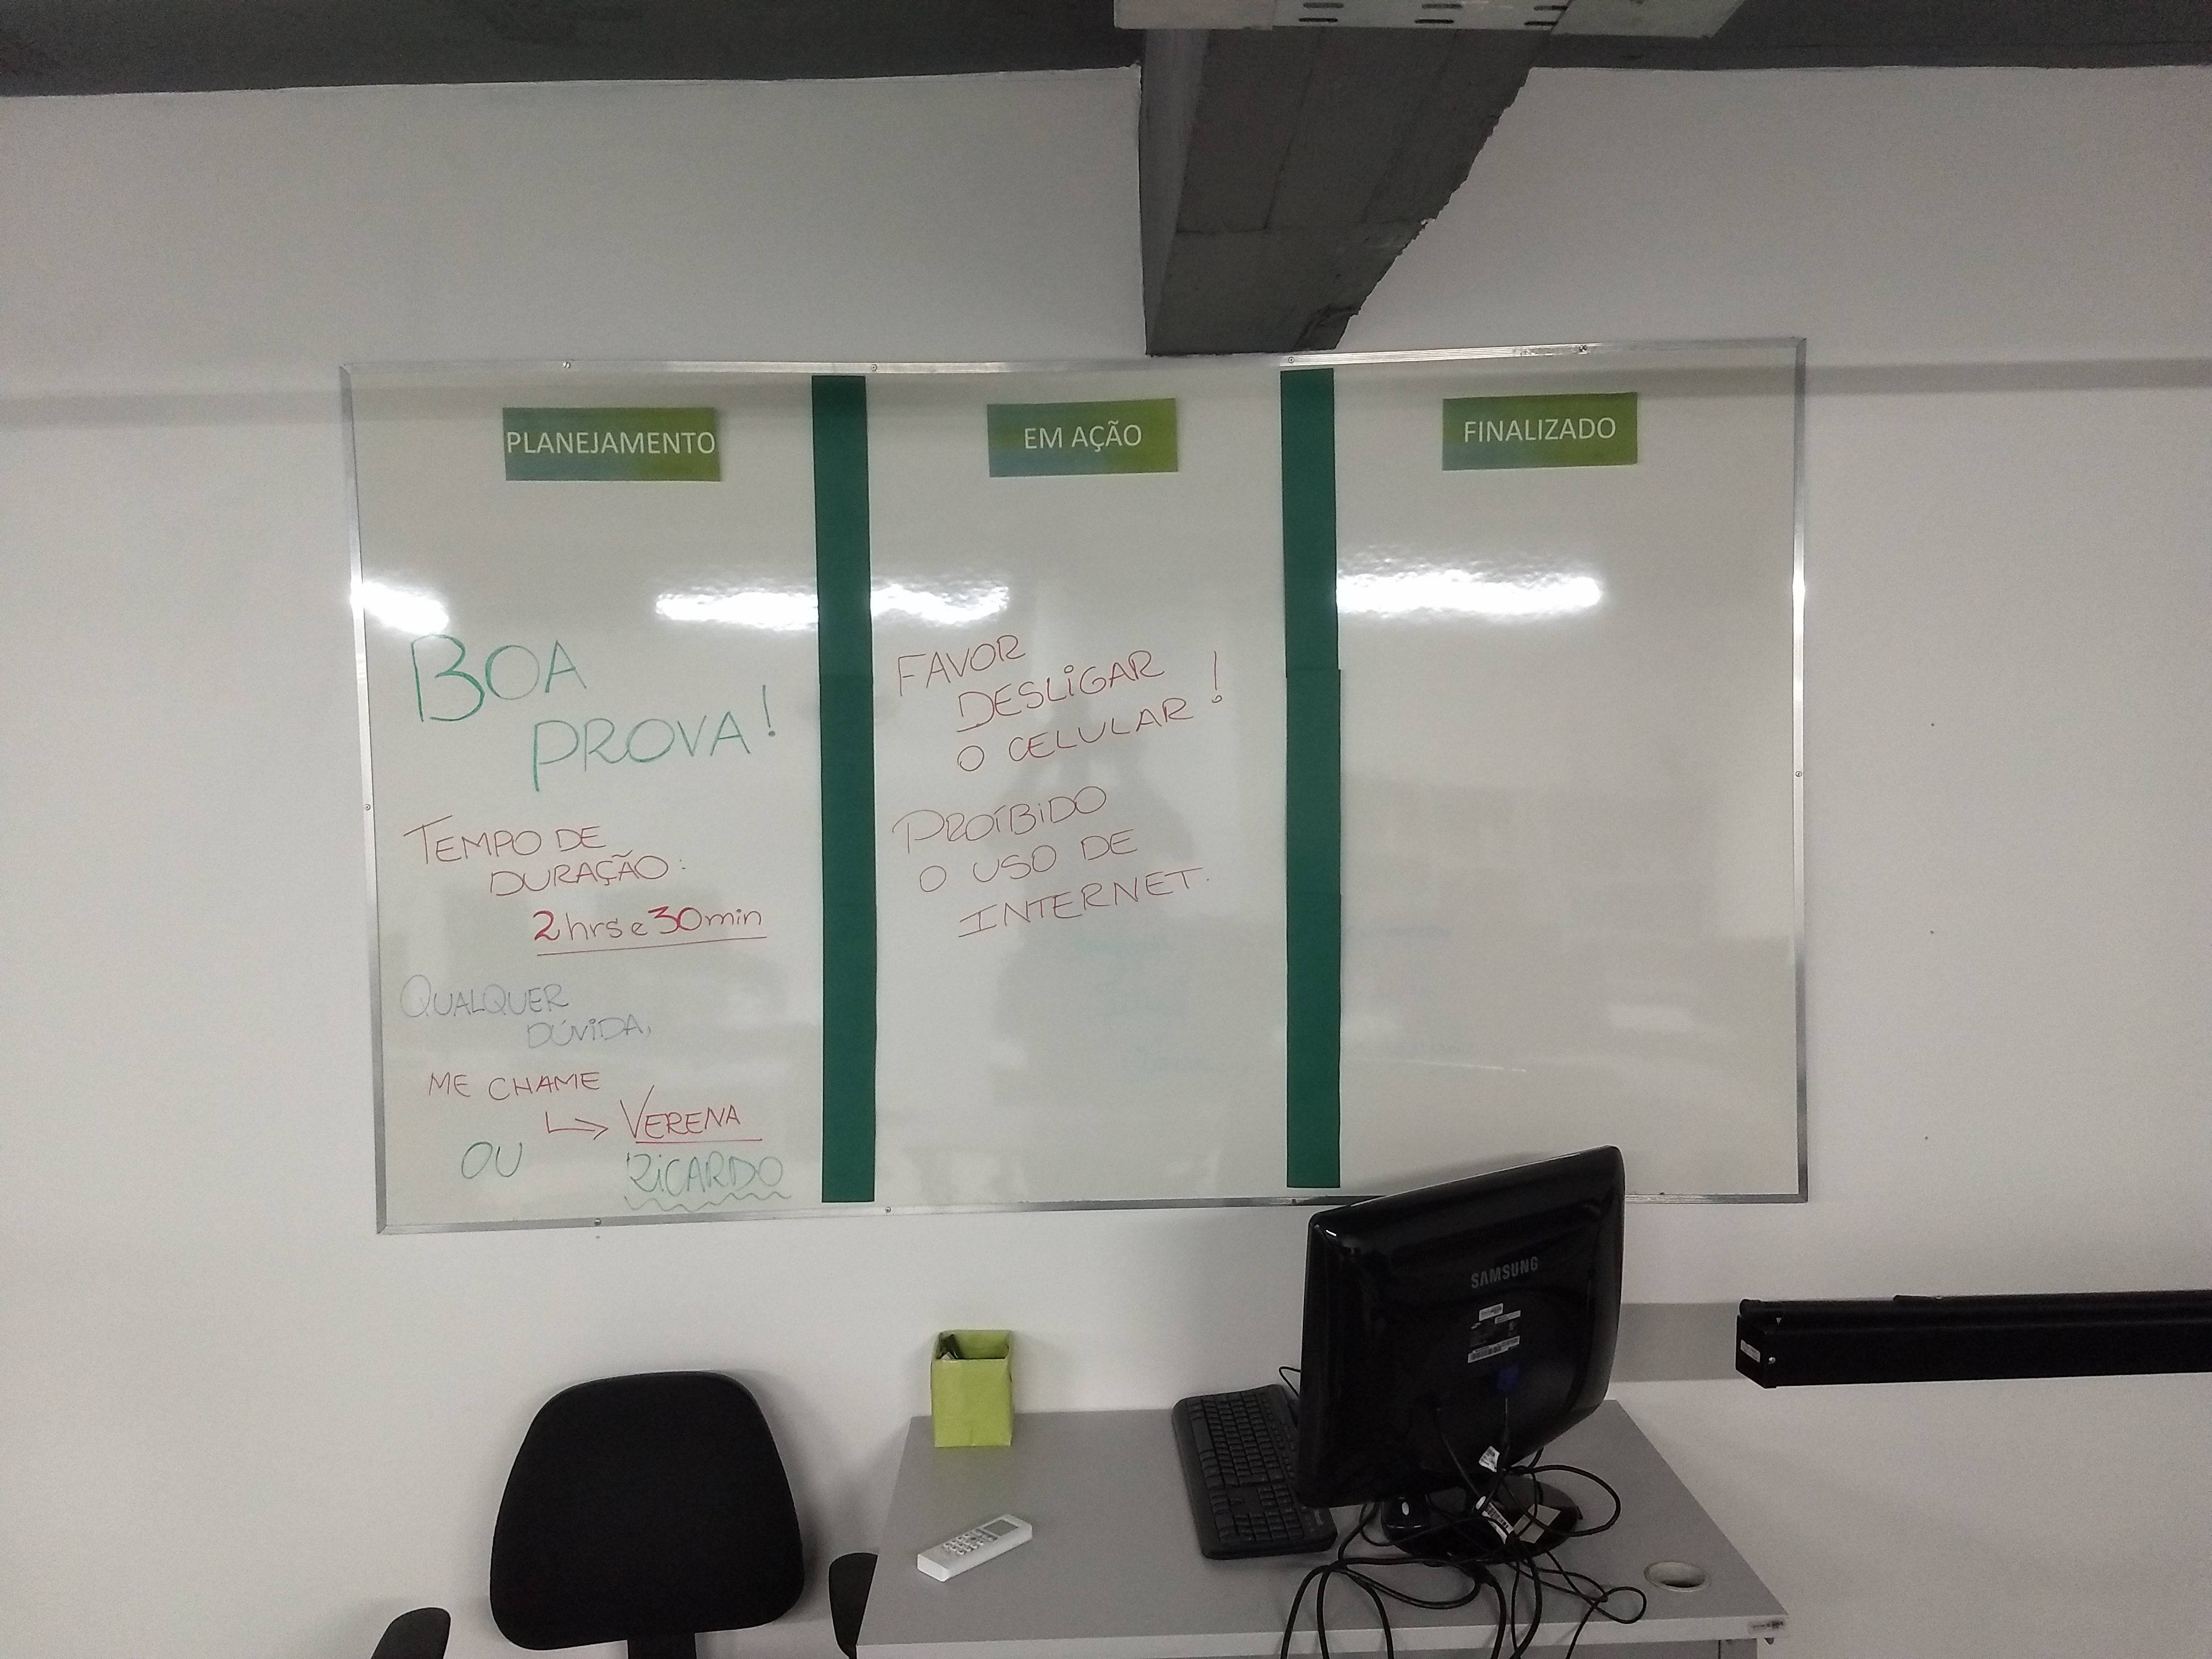 PLANEJAMENTO
BOA
PROVA!
TEMPO DE
DURAÇÃO:
2hrs e 30min
QUALQUER
DÚVIDA,
ME CHAME
↳ VERENA
OU RICARDO
EM AÇÃO
FAVOR
DESLIGAR
O CELULAR!
PROÍBIDO
O USO DE
INTERNET.
FINALIZADO
SAMSUNG